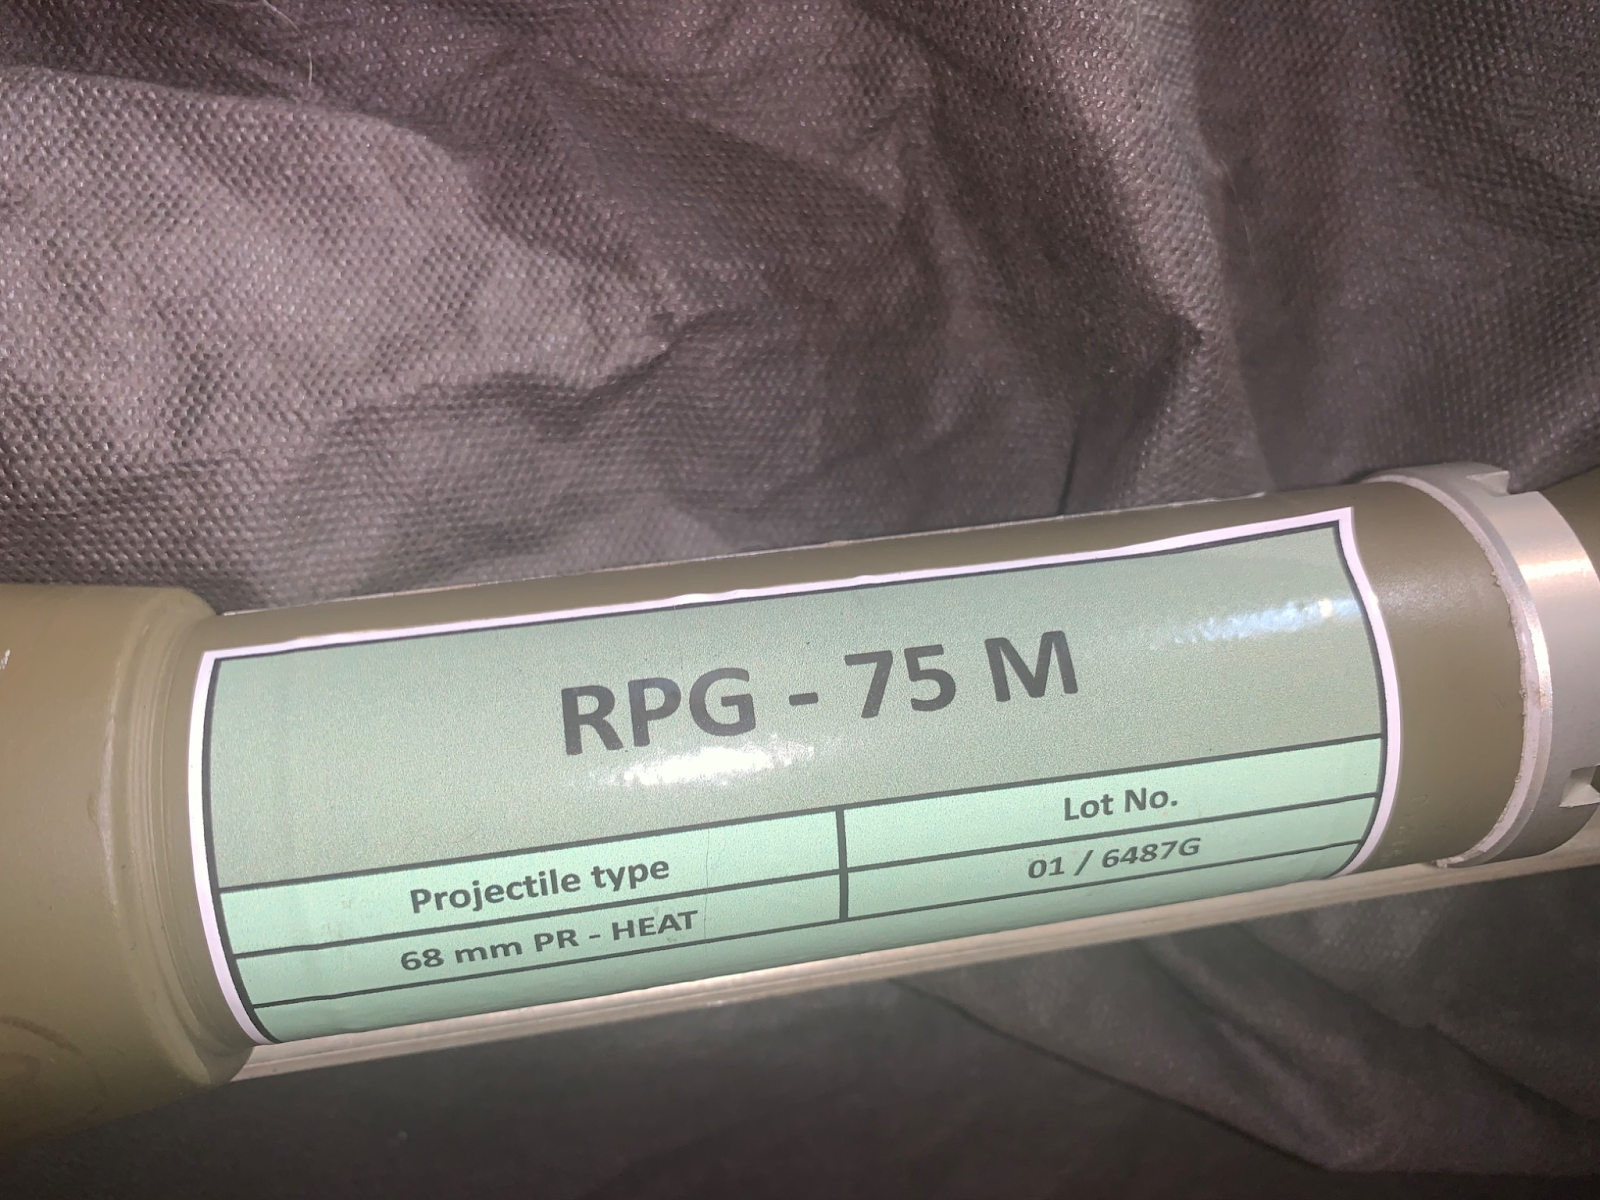 RPG - 75 M
Projectile type
Lot No.
68 mm PR - HEAT
01 / 6487G